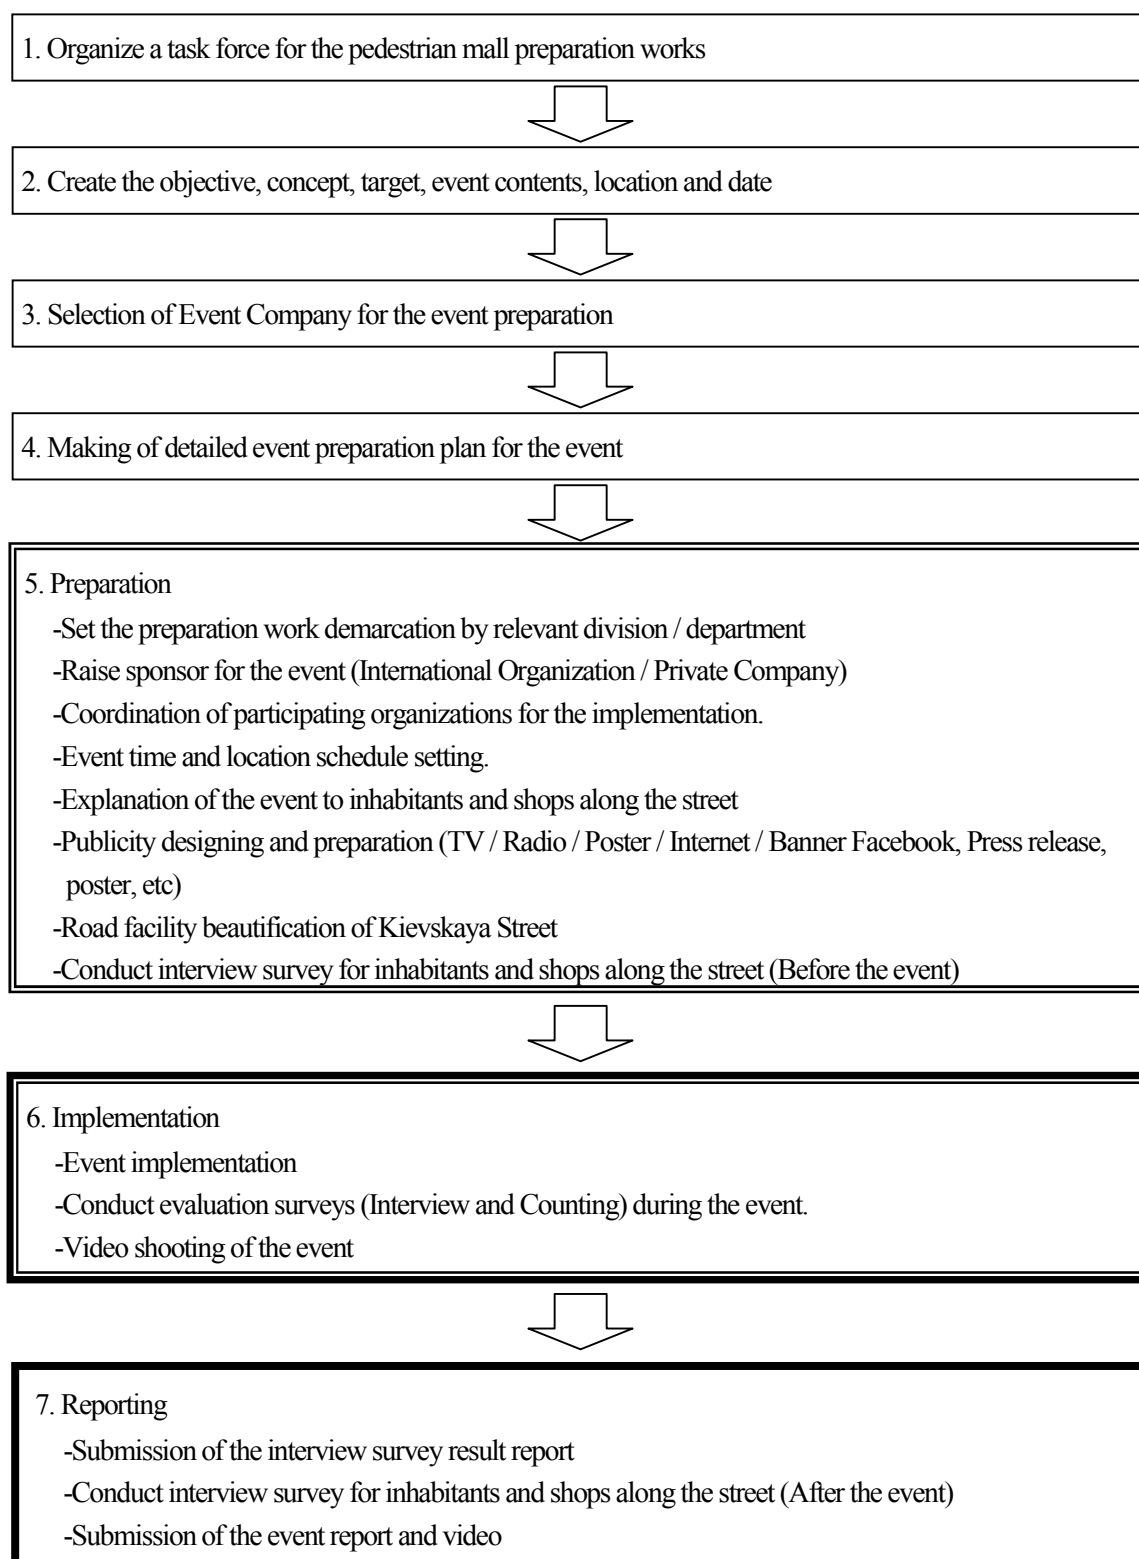 1. Organize a task force for the pedestrian mall preparation works
2. Create the objective, concept, target, event contents, location and date
3. Selection of Event Company for the event preparation
4. Making of detailed event preparation plan for the event
5. Preparation
-Set the preparation work demarcation by relevant division / department
-Raise sponsor for the event (International Organization / Private Company)
-Coordination of participating organizations for the implementation.
-Event time and location schedule setting.
-Explanation of the event to inhabitants and shops along the street
-Publicity designing and preparation (TV / Radio / Poster / Internet / Banner Facebook, Press release,
poster, etc)
-Road facility beautification of Kievskaya Street
-Conduct interview survey for inhabitants and shops along the street (Before the event)
6. Implementation
-Event implementation
-Conduct evaluation surveys (Interview and Counting) during the event.
-Video shooting of the event
7. Reporting
-Submission of the interview survey result report
-Conduct interview survey for inhabitants and shops along the street (After the event)
-Submission of the event report and video